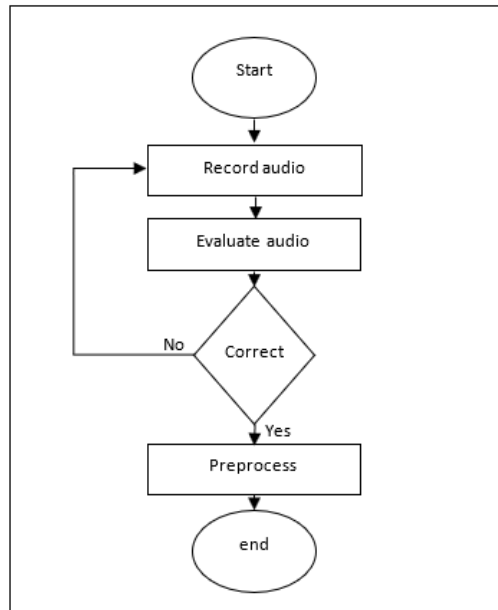 Start
Record audio
Evaluate audio
No
Correct
Yes
Preprocess
end